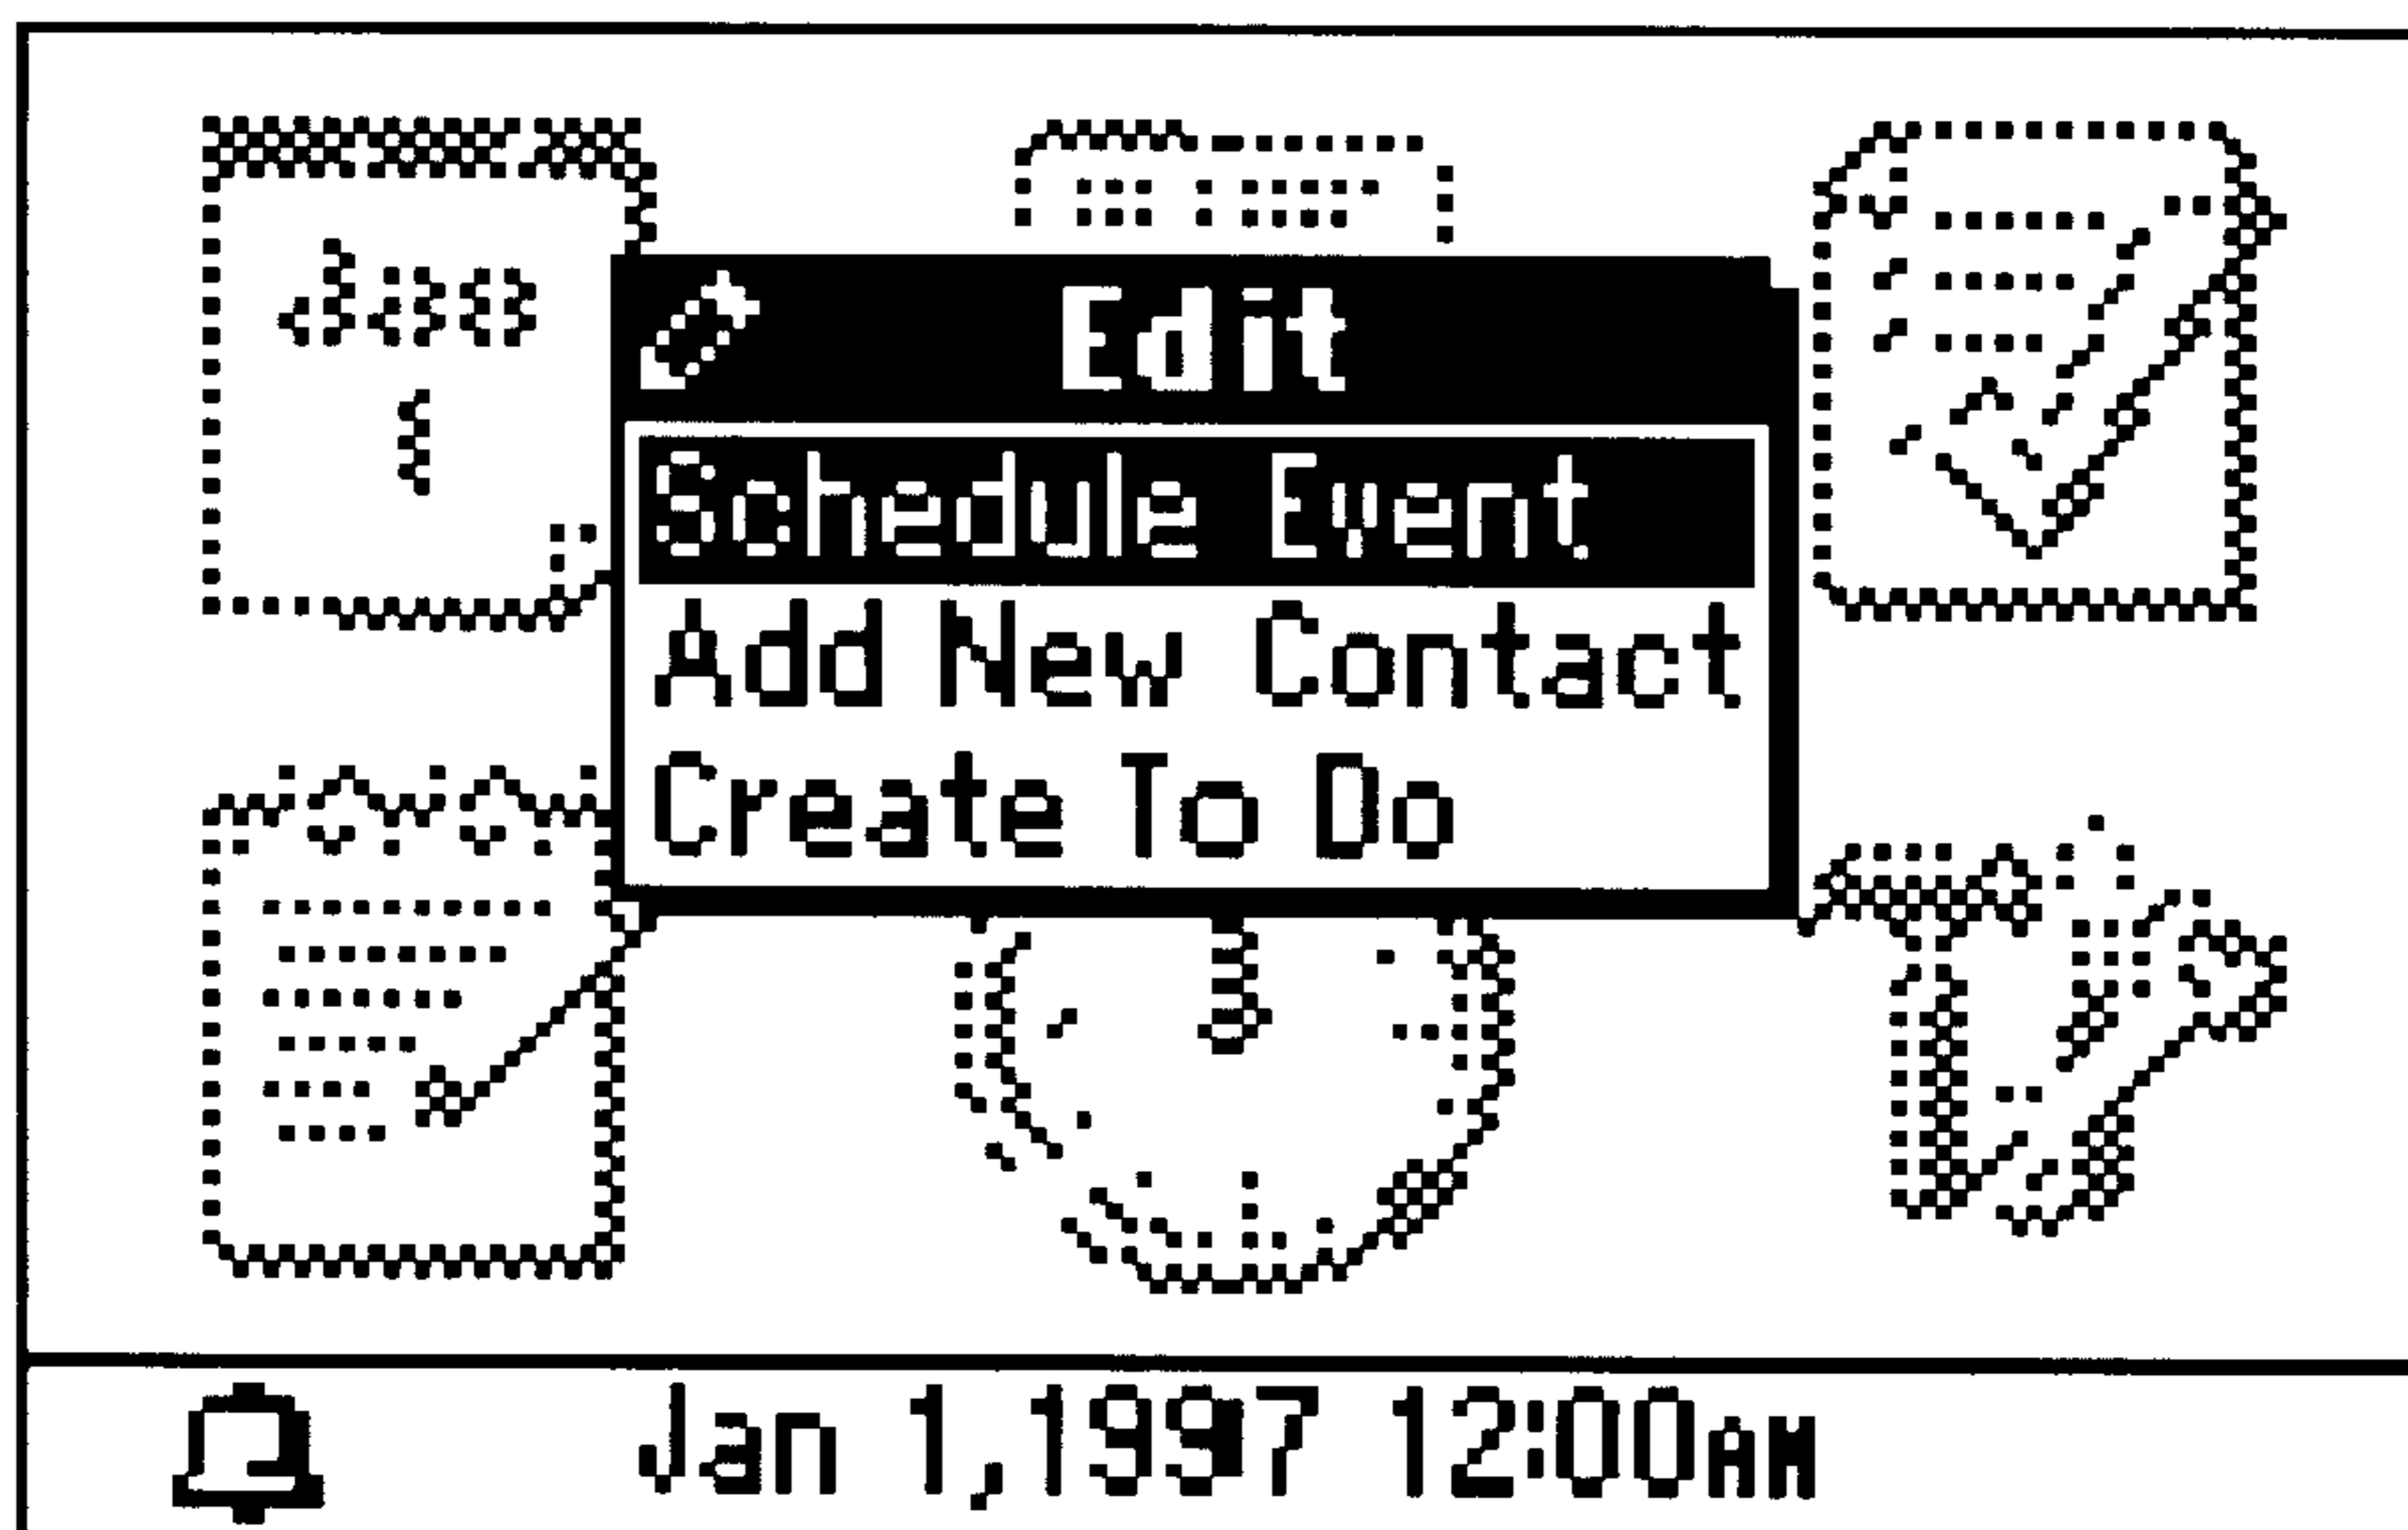 Edit
Schedule Event
Add New Contact
Create To Do
Jan 1,1997 12:00AM